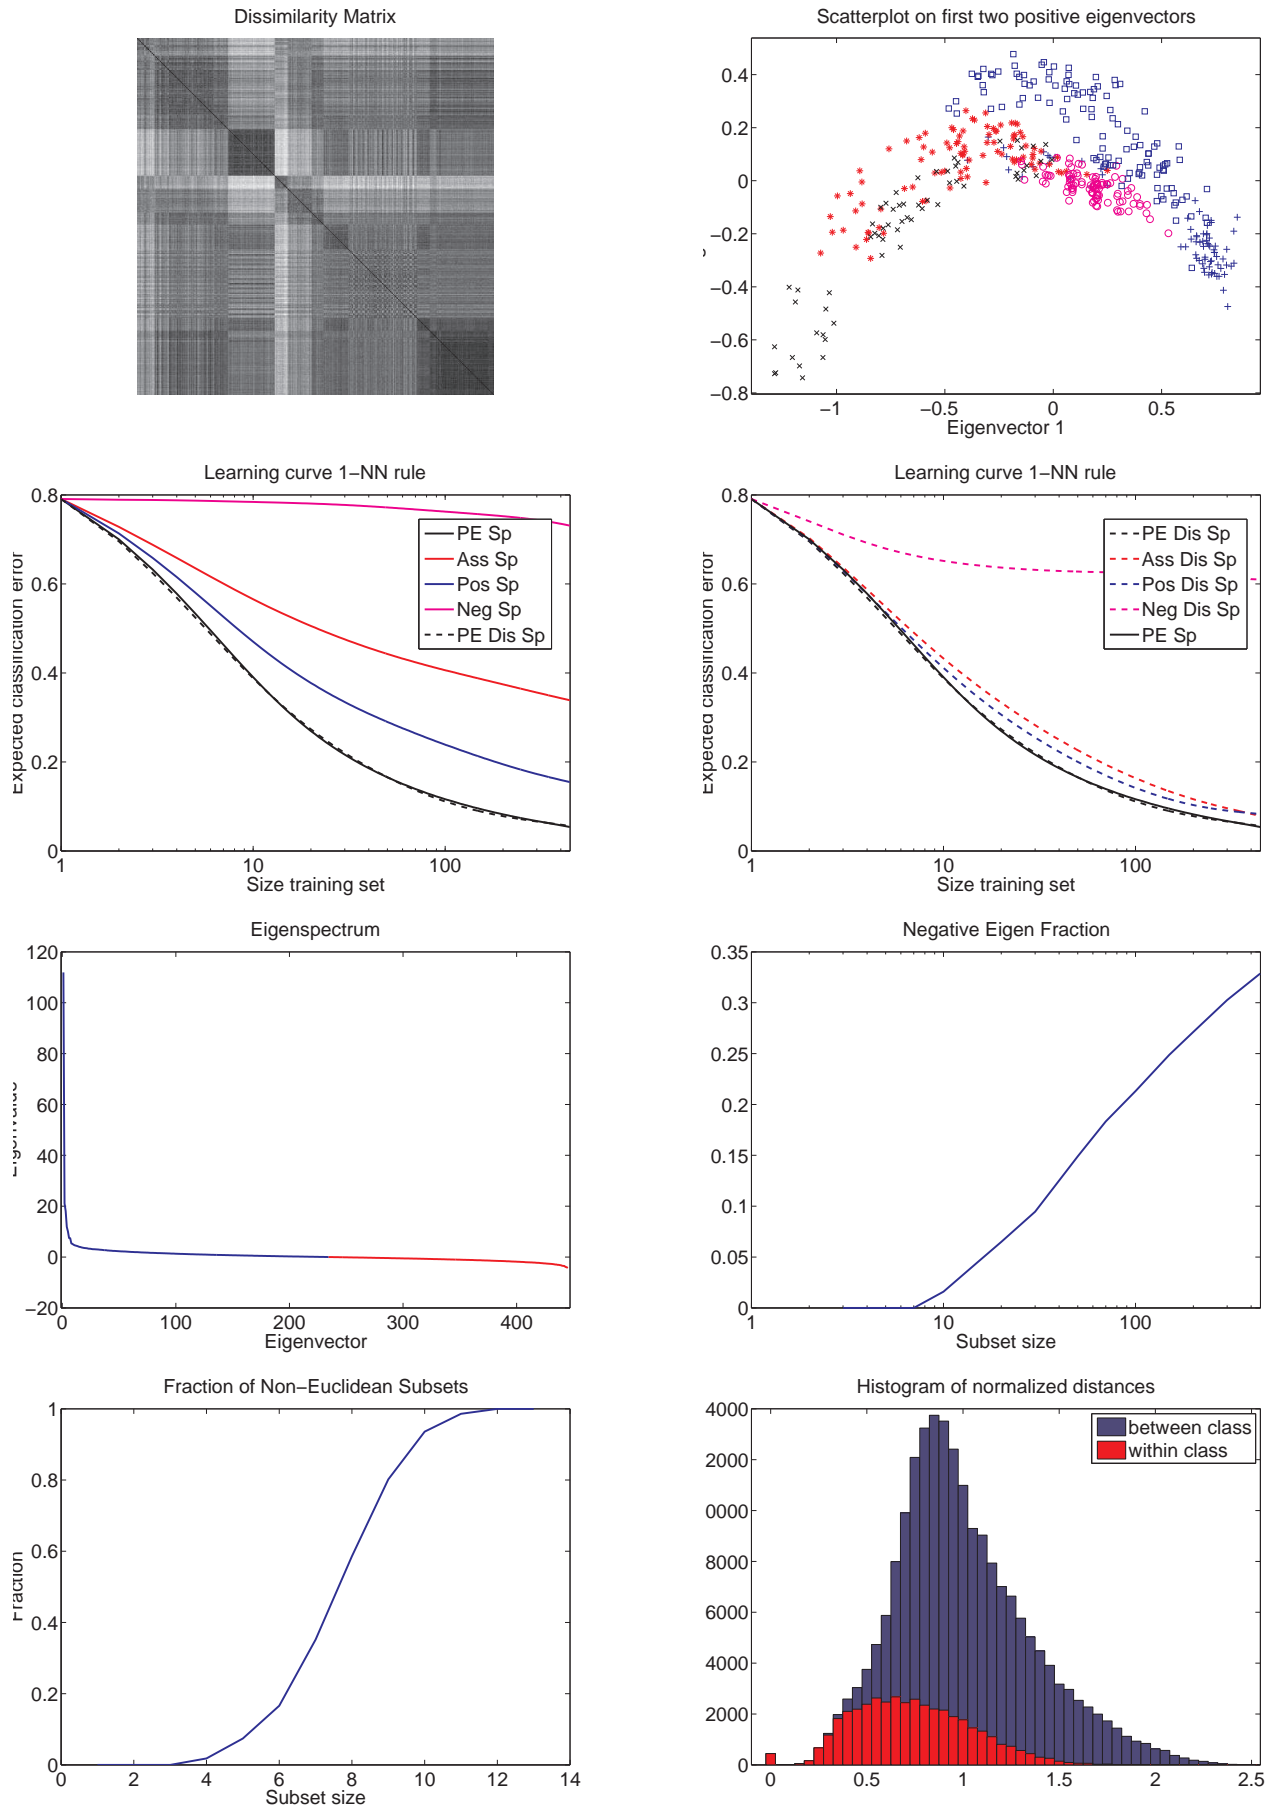 Dissimilarity Matrix
Scatterplot on first two positive eigenvectors
0.4
0.2
0
−0.2
−0.4
−0.6
−0.8
−1
−0.5
0
0.5
Eigenvector 1
Learning curve 1−NN rule
0.8
0.6
0.4
0.2
0
Expected classification error
PE Sp
Ass Sp
Pos Sp
Neg Sp
PE Dis Sp
1
10
100
Size training set
Learning curve 1−NN rule
0.8
0.6
0.4
0.2
0
Expected classification error
PE Dis Sp
Ass Dis Sp
Pos Dis Sp
Neg Dis Sp
PE Sp
1
10
100
Size training set
Eigenspectrum
120
100
80
60
40
20
0
−20
Eigenvalue
0
100
200
300
400
Eigenvector
Negative Eigen Fraction
0.35
0.3
0.25
0.2
0.15
0.1
0.05
0
1
10
100
Subset size
Fraction of Non−Euclidean Subsets
1
0.8
0.6
0.4
0.2
0
Fraction
0
2
4
6
8
10
12
14
Subset size
Histogram of normalized distances
4000
2000
0000
8000
6000
4000
2000
0
between class
within class
0
0.5
1
1.5
2
2.5